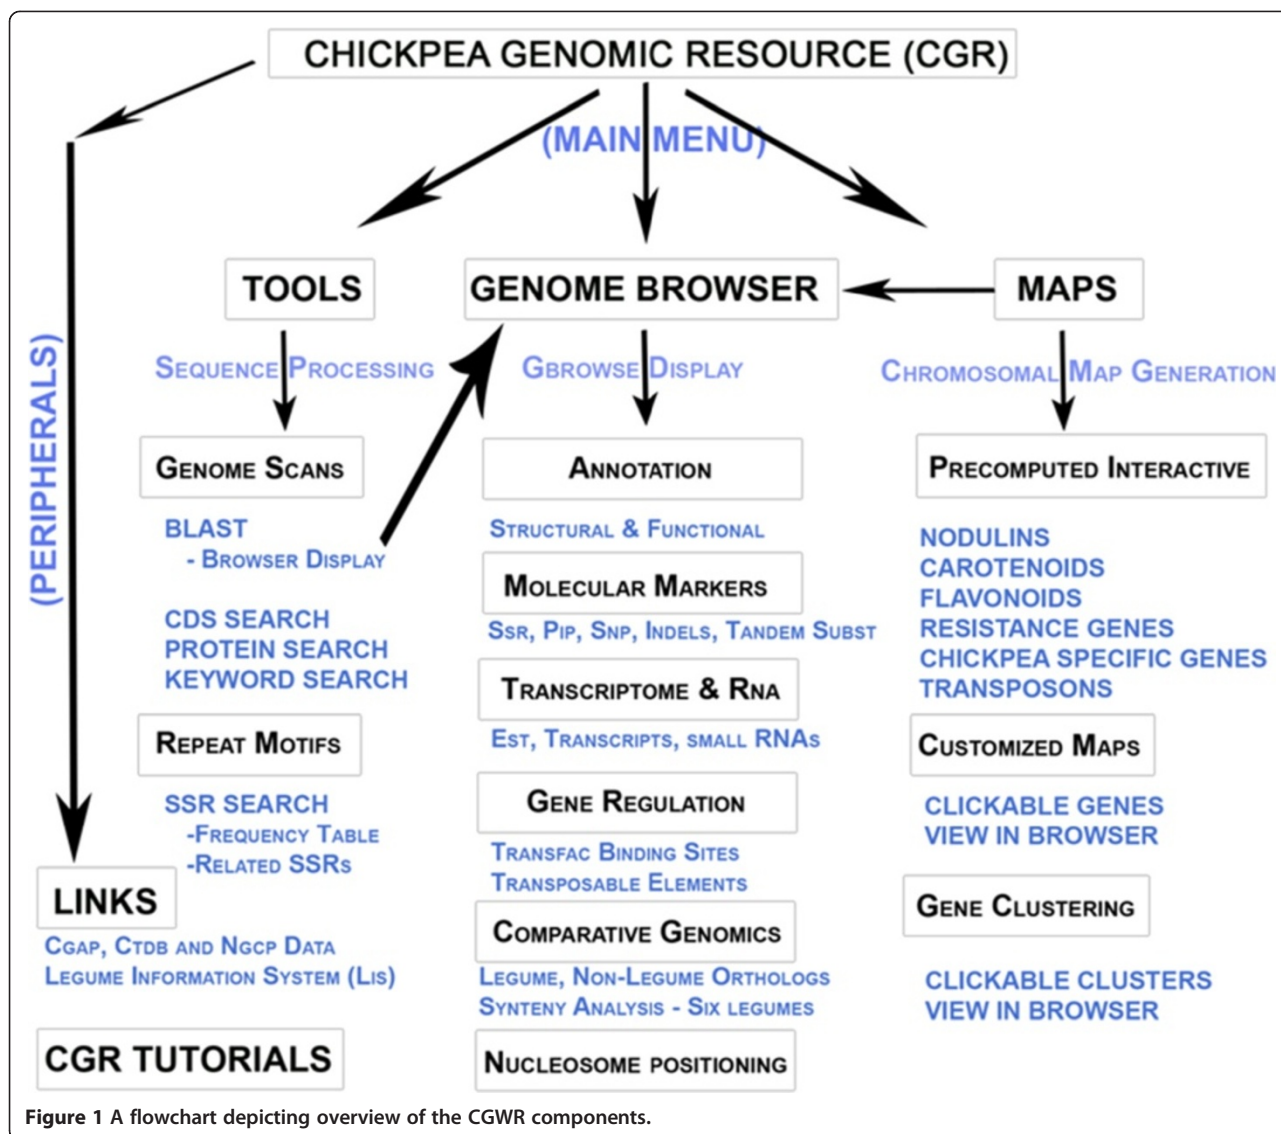 CHICKPEA GENOMIC RESOURCE (CGR)
(MAIN MENU)
(PERIPHERALS)
TOOLS
SEQUENCE PROCESSING
GENOME SCANS
BLAST
- BROWSER DISPLAY
CDS SEARCH
PROTEIN SEARCH
KEYWORD SEARCH
REPEAT MOTIFS
SSR SEARCH
-FREQUENCY TABLE
-RELATED SSRS
LINKS
CGAP, CTDB AND NGCP DATA
LEGUME INFORMATION SYSTEM (LIS)
CGR TUTORIALS
GENOME BROWSER
GBROWSE DISPLAY
ANNOTATION
STRUCTURAL & FUNCTIONAL
MOLECULAR MARKERS
SSR, PIP, SNP, INDELS, TANDEM SUBST
TRANSCRIPTOME & RNA
EST, TRANSCRIPTS, SMALL RNAS
GENE REGULATION
TRANSFAC BINDING SITES
TRANSPOSABLE ELEMENTS
COMPARATIVE GENOMICS
LEGUME, NON-LEGUME ORTHOLOGS
SYNTENY ANALYSIS - SIX LEGUMES
NUCLEOSOME POSITIONING
MAPS
CHROMOSOMAL MAP GENERATION
PRECOMPUTED INTERACTIVE
NODULINS
CAROTENOIDS
FLAVONOIDS
RESISTANCE GENES
CHICKPEA SPECIFIC GENES
TRANSPOSONS
CUSTOMIZED MAPS
CLICKABLE GENES
VIEW IN BROWSER
GENE CLUSTERING
CLICKABLE CLUSTERS
VIEW IN BROWSER
Figure 1 A flowchart depicting overview of the CGWR components.